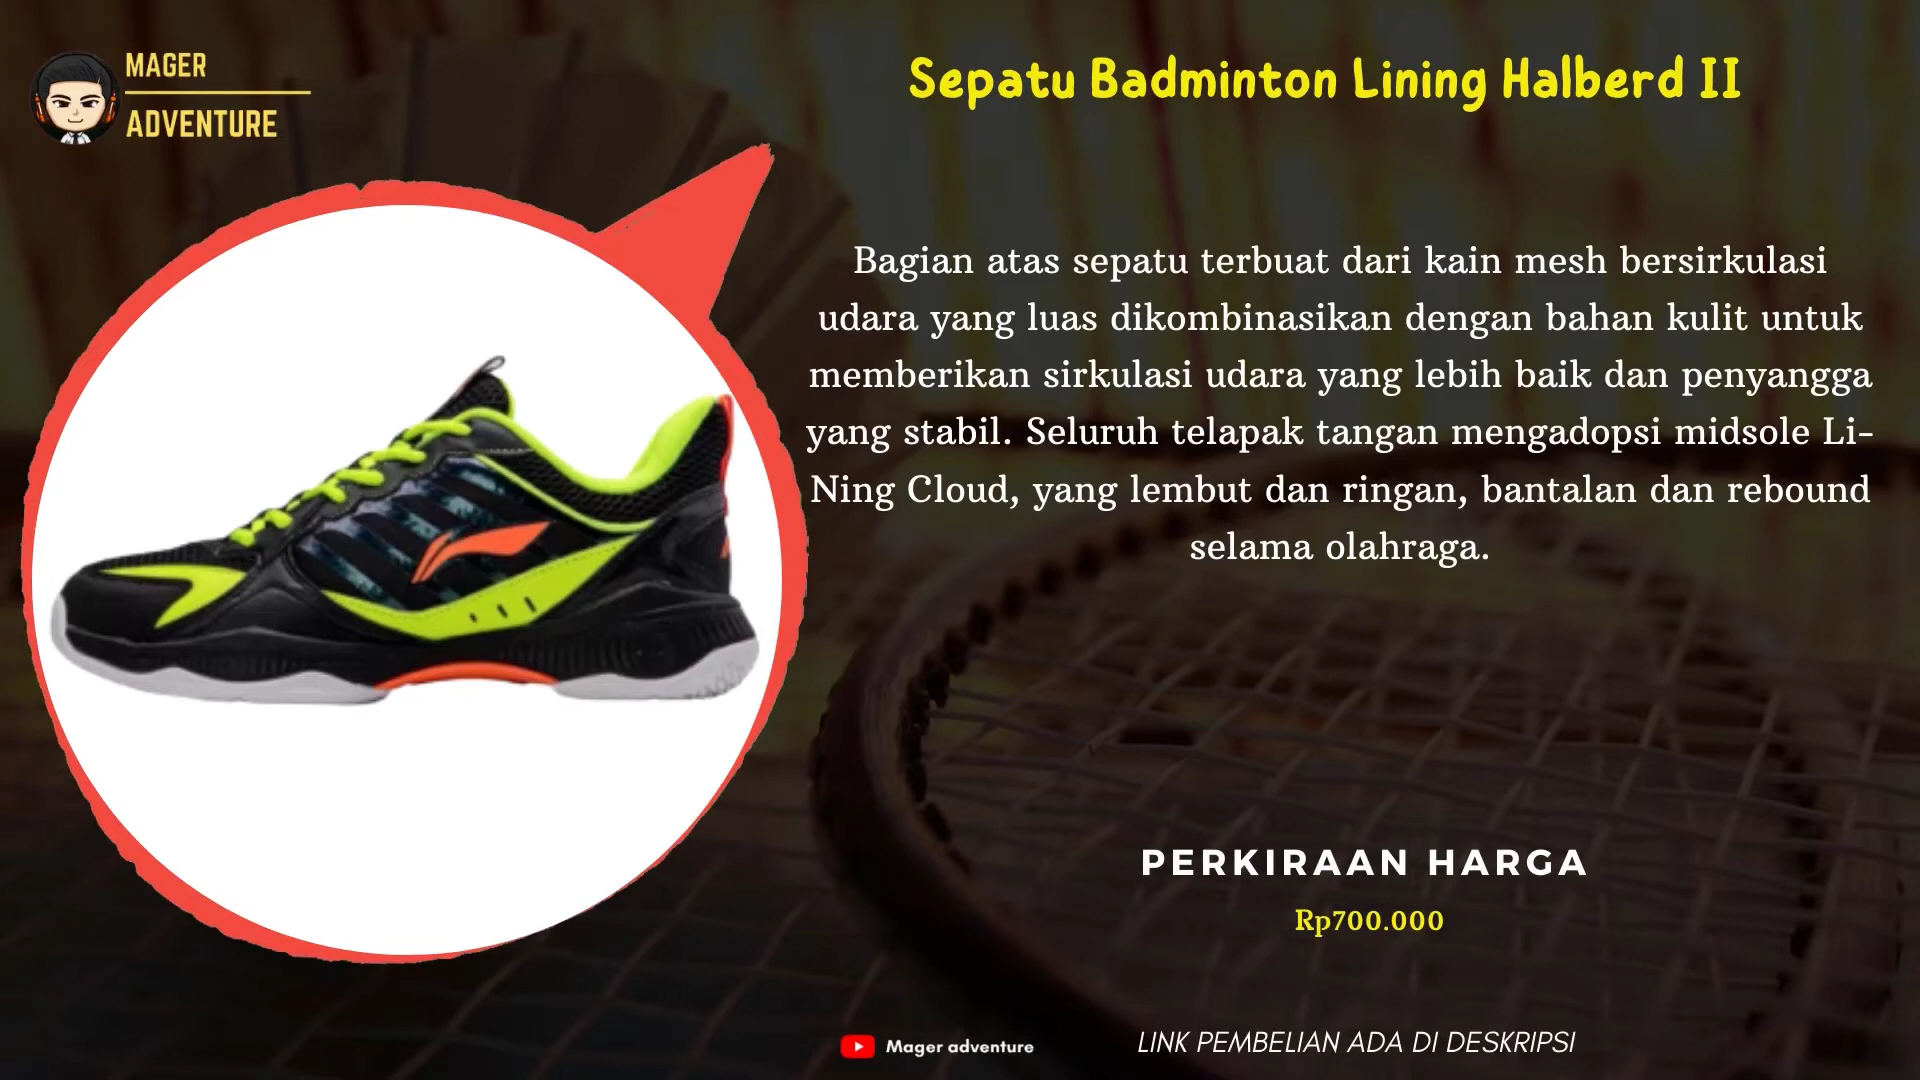 MAGER
ADVENTURE
Sepatu Badminton Lining Halberd II
Bagian atas sepatu terbuat dari kain mesh bersirkulasi
udara yang luas dikombinasikan dengan bahan kulit untuk
memberikan sirkulasi udara yang lebih baik dan penyangga
yang stabil. Seluruh telapak tangan mengadopsi midsole Li-
Ning Cloud, yang lembut dan ringan, bantalan dan rebound
selama olahraga.
PERKIRAAN HARGA
Rp700.000
Mager adventure
LINK PEMBELIAN ADA DI DESKRIPSI